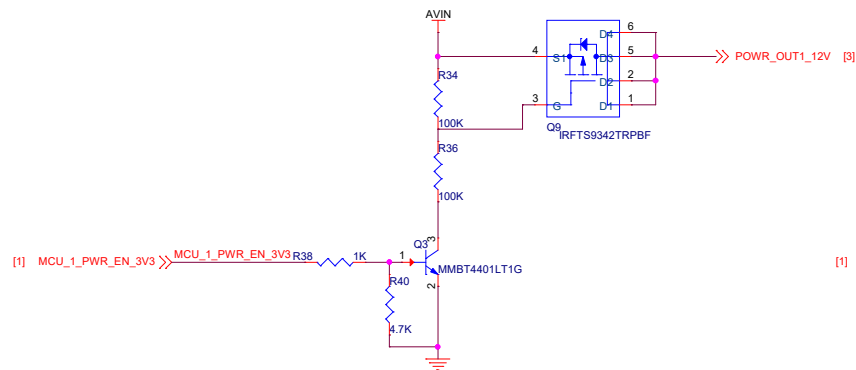 AVIN
4
S1
D4
6
D3
5
D2
2
3
G
D1
1
POWR_OUT1_12V [3]
R34
100K
Q9
IRFTS9342TRPBF
R36
100K
[1] MCU_1_PWR_EN_3V3
MCU_1_PWR_EN_3V3
R38
1K
1
Q3
3
MMBT4401LT1G
2
R40
4.7K
[1]